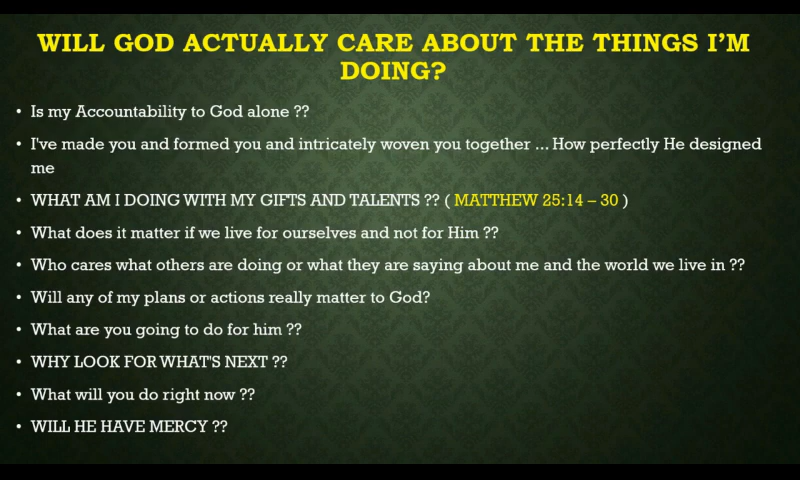 WILL GOD ACTUALLY CARE ABOUT THE THINGS I’M
DOING?
• Is my Accountability to God alone ??
• I've made you and formed you and intricately woven you together ... How perfectly He designed
me
• WHAT AM I DOING WITH MY GIFTS AND TALENTS ?? ( MATTHEW 25:14 – 30 )
• What does it matter if we live for ourselves and not for Him ??
• Who cares what others are doing or what they are saying about me and the world we live in ??
• Will any of my plans or actions really matter to God?
• What are you going to do for him ??
• WHY LOOK FOR WHAT'S NEXT ??
• What will you do right now ??
• WILL HE HAVE MERCY ??